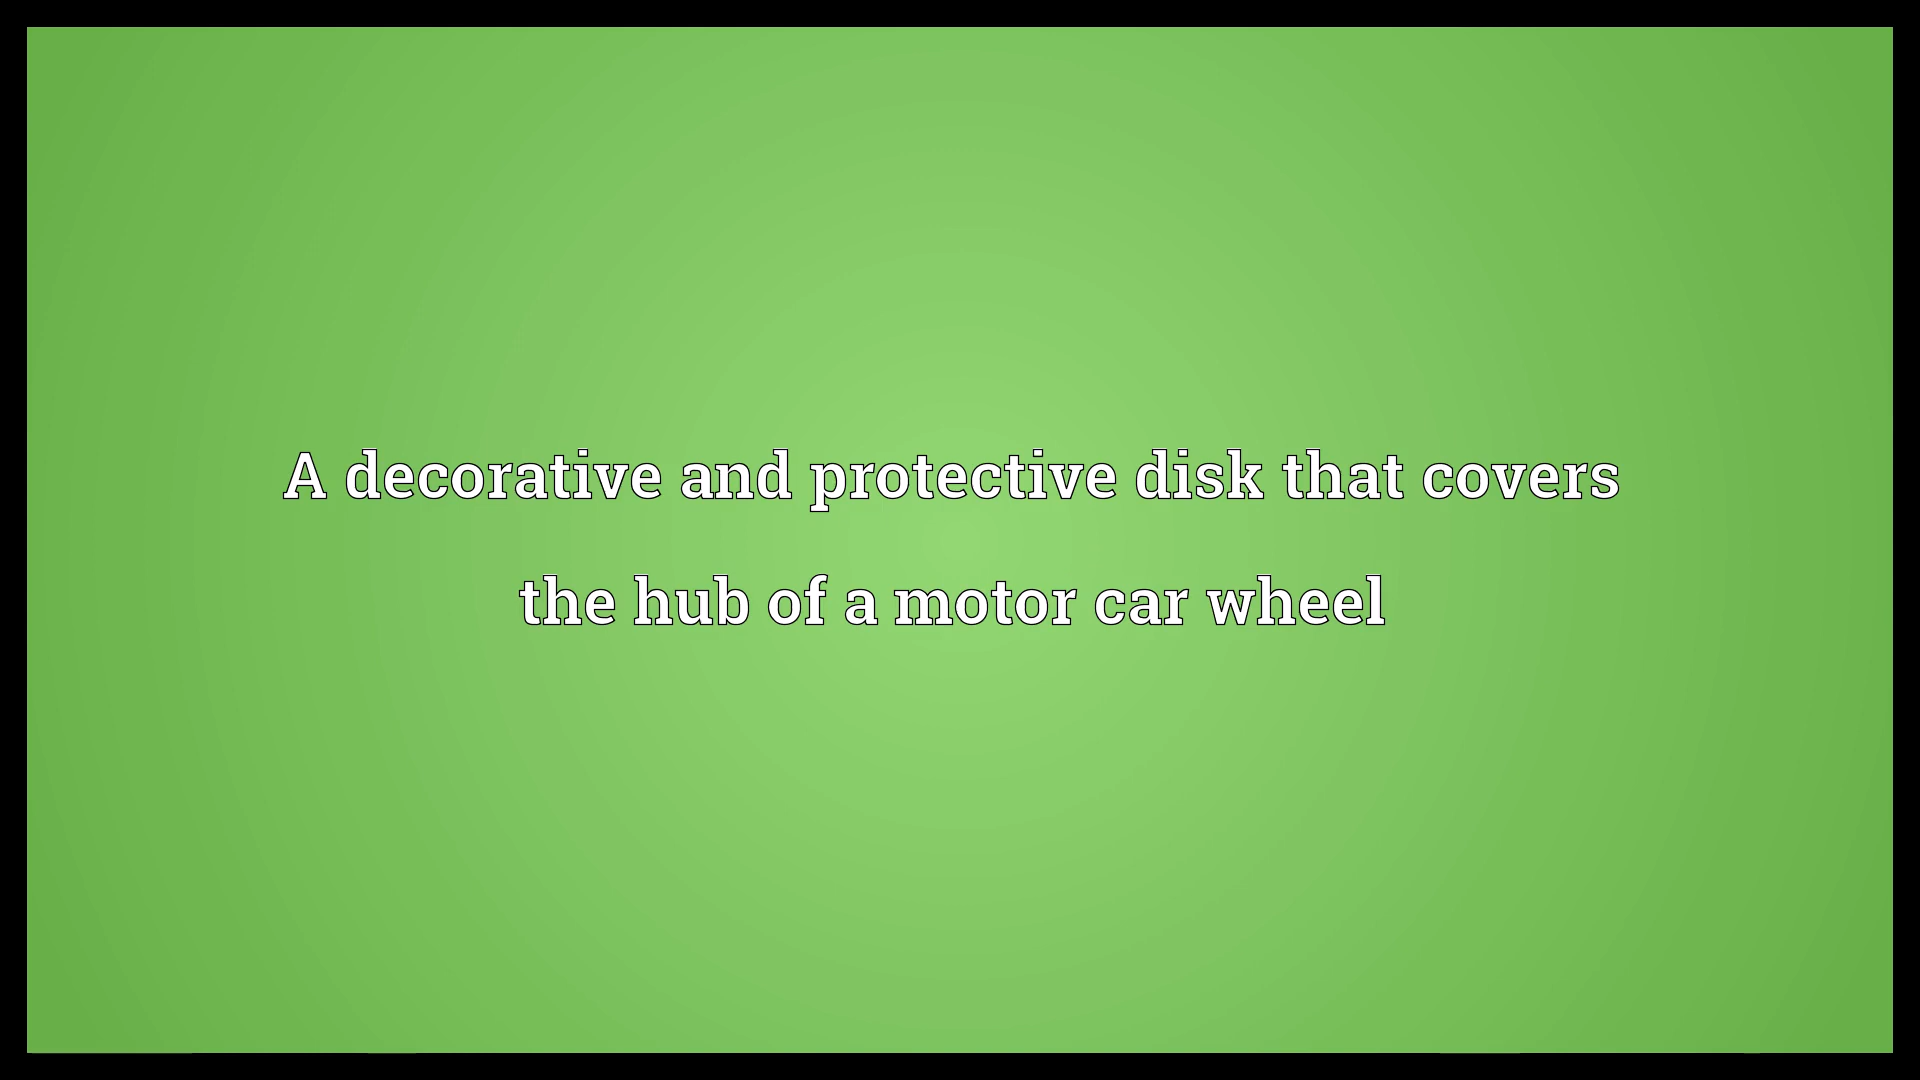 A decorative and protective disk that covers
the hub of a motor car wheel